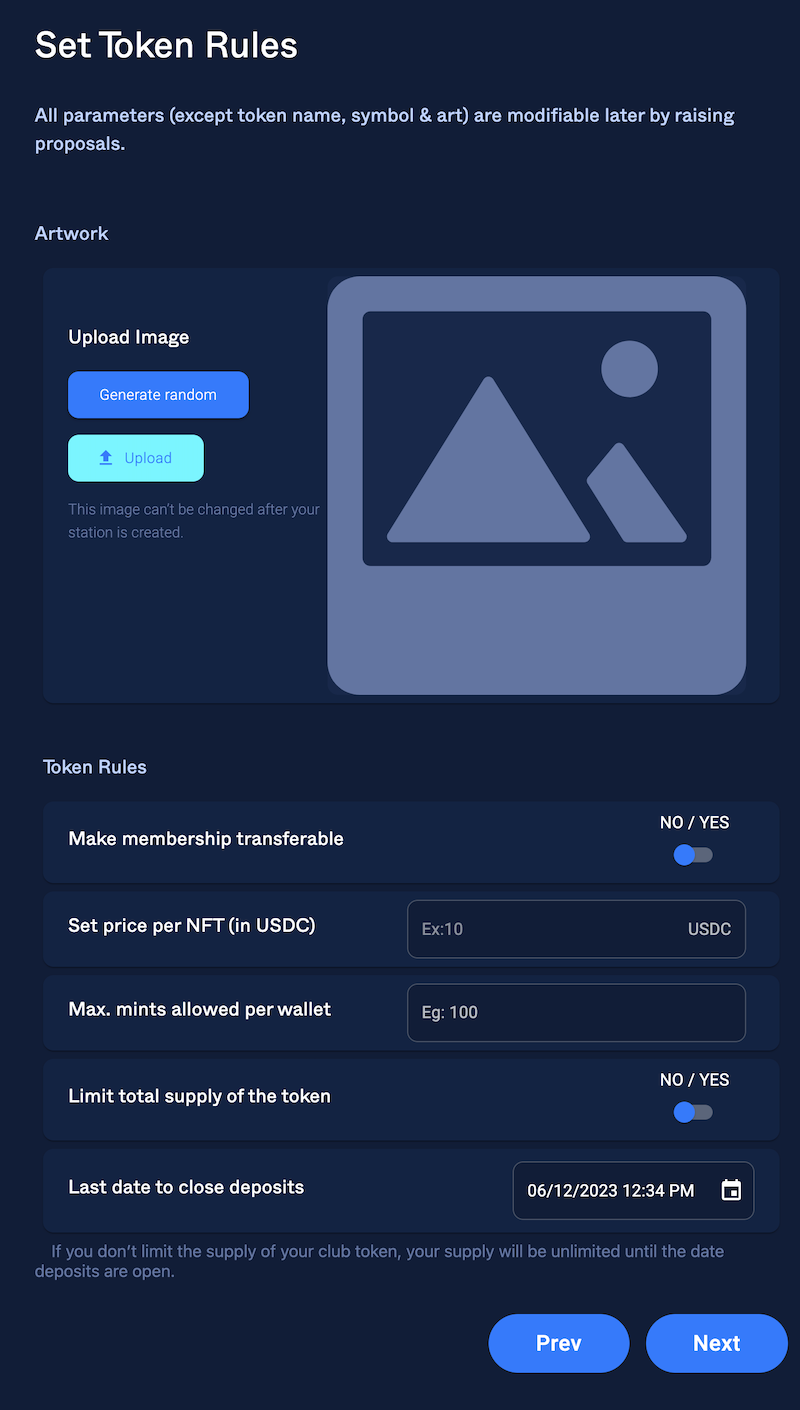 Set Token Rules
All parameters (except token name, symbol & art) are modifiable later by raising
proposals.
Artwork
Upload Image
Generate random
Upload
This image can’t be changed after your
station is created.
Token Rules
Make membership transferable
NO / YES
Set price per NFT (in USDC)
Ex:10
USDC
Max. mints allowed per wallet
Eg: 100
Limit total supply of the token
NO / YES
Last date to close deposits
06/12/2023 12:34 PM
If you don’t limit the supply of your club token, your supply will be unlimited until the date
deposits are open.
Prev
Next